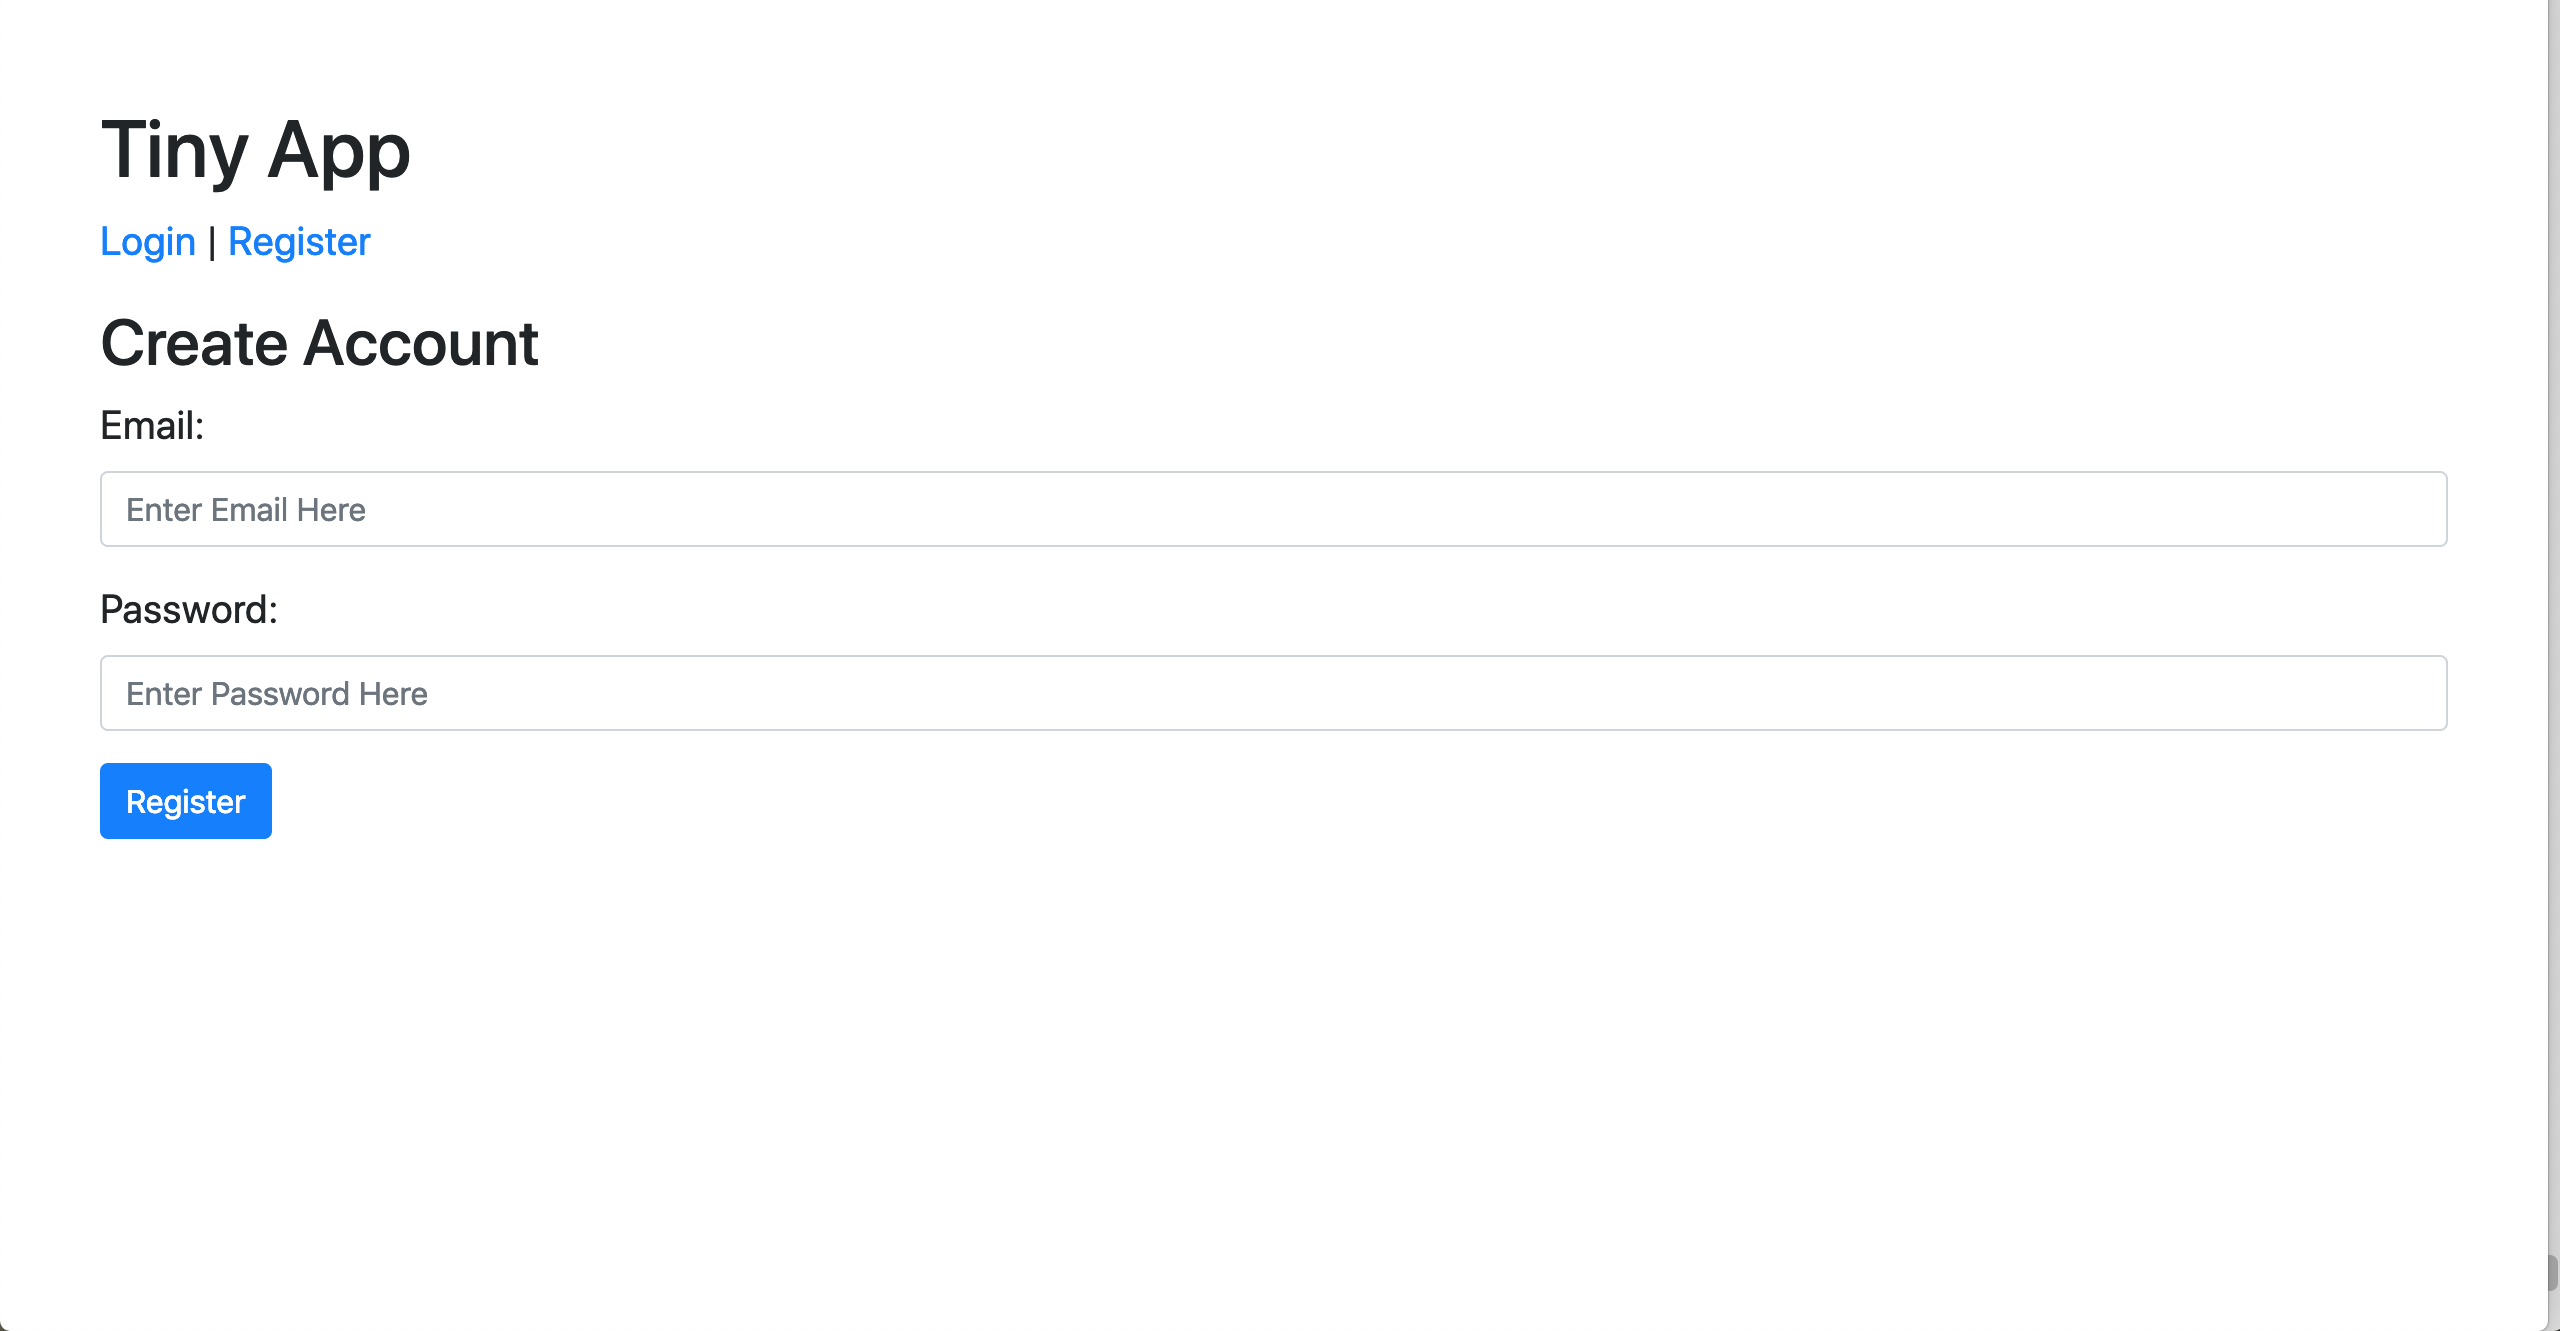 Tiny App
Login | Register
Create Account
Email:
Enter Email Here
Password:
Enter Password Here
Register